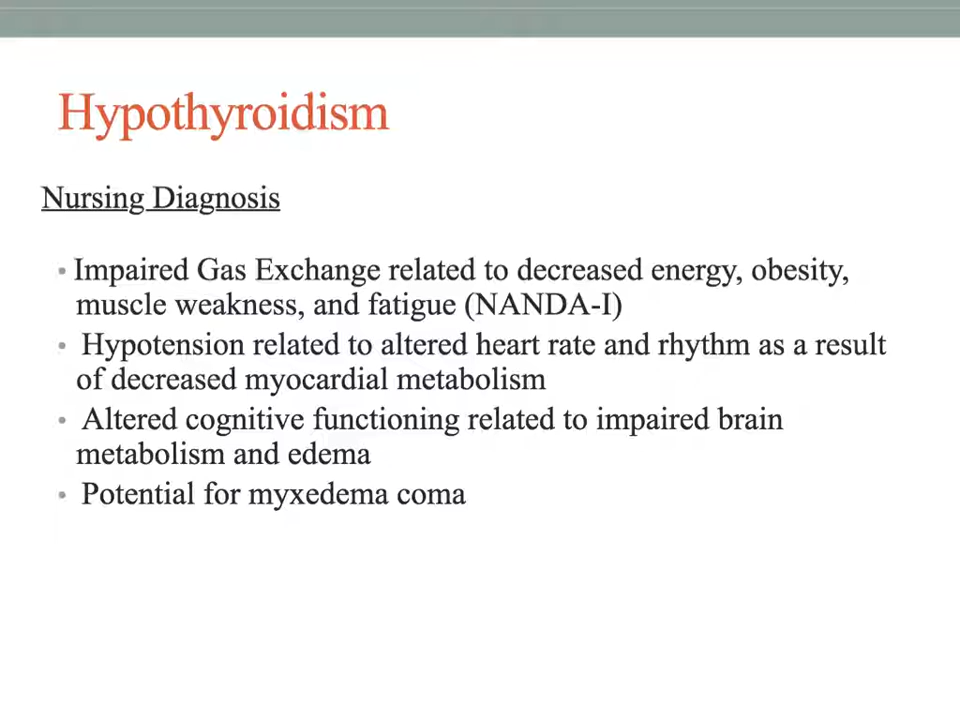 Hypothyroidism
Nursing Diagnosis
• Impaired Gas Exchange related to decreased energy, obesity,
muscle weakness, and fatigue (NANDA-I)
• Hypotension related to altered heart rate and rhythm as a result
of decreased myocardial metabolism
• Altered cognitive functioning related to impaired brain
metabolism and edema
• Potential for myxedema coma